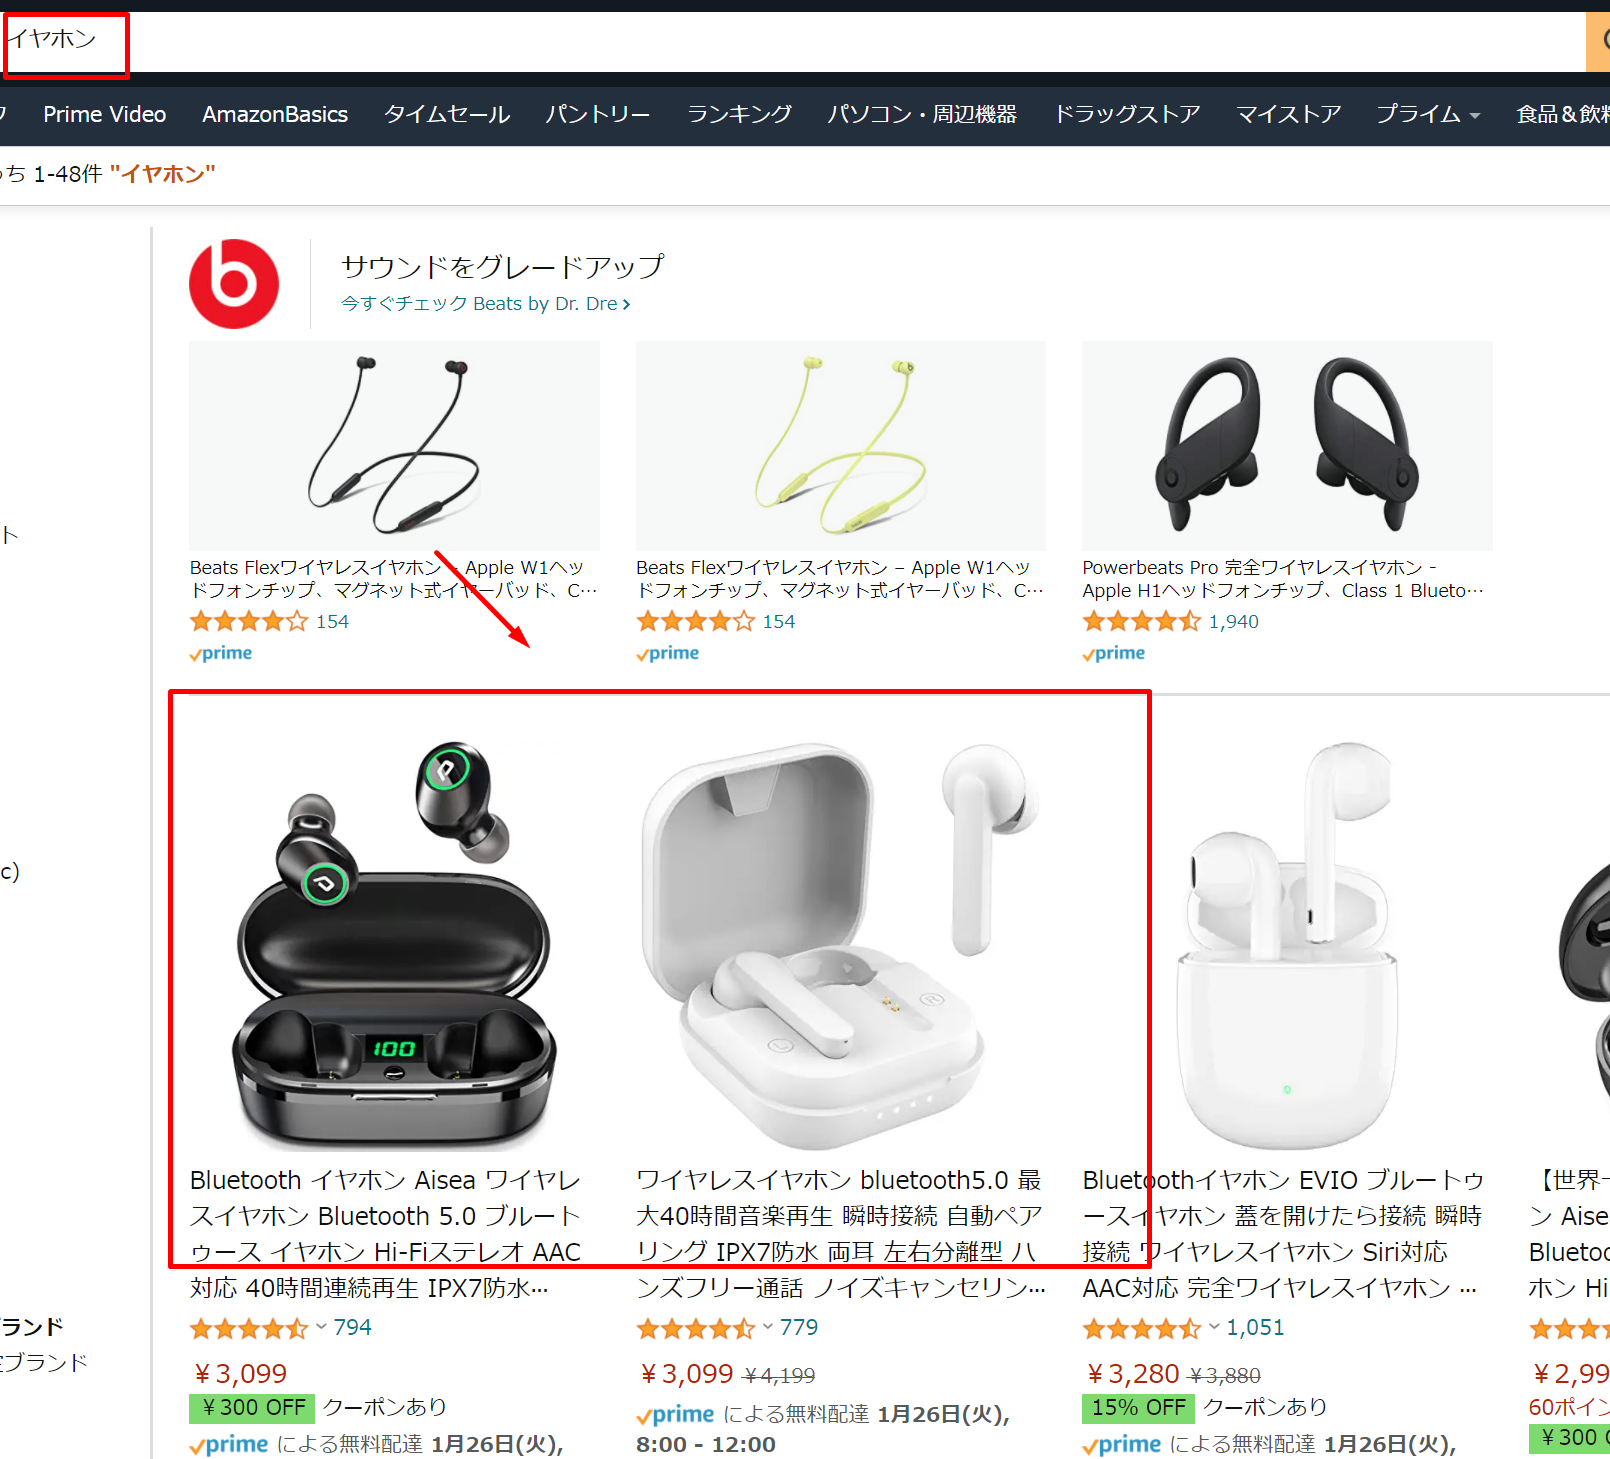 イヤホン
Prime Video AmazonBasics タイムセール パントリー ランキング パソコン・周辺機器 ドラッグストア マイストア プライム 食品&飲料
っち 1-48件 "イヤホン"
サウンドをグレードアップ
今すぐチェック Beats by Dr. Dre ›
Beats Flexワイヤレスイヤホン – Apple W1ヘッ
ドフォンチップ、マグネット式イヤーバッド、C…
154
prime
Beats Flexワイヤレスイヤホン – Apple W1ヘッ
ドフォンチップ、マグネット式イヤーバッド、C…
154
prime
Powerbeats Pro 完全ワイヤレスイヤホン -
Apple H1ヘッドフォンチップ、Class 1 Blueto…
1,940
prime
ト
c)
ランド
定ブランド
100
L
R
Bluetooth イヤホン Aisea ワイヤレ
スイヤホン Bluetooth 5.0 ブルート
ゥース イヤホン Hi-Fiステレオ AAC
対応 40時間連続再生 IPX7防水…
794
¥3,099
¥300 OFF クーポンあり
prime による無料配達 1月26日(火),
ワイヤレスイヤホン bluetooth5.0 最
大40時間音楽再生 瞬時接続 自動ペア
リング IPX7防水 両耳 左右分離型 ハ
ンズフリー通話 ノイズキャンセリン…
779
¥3,099 ¥4,199
prime による無料配達 1月26日(火),
8:00 - 12:00
Bluetoothイヤホン EVIO ブルートゥ
ースイヤホン 蓋を開けたら接続 瞬時
接続 ワイヤレスイヤホン Siri対応
AAC対応 完全ワイヤレスイヤホン …
1,051
¥3,280 ¥3,880
15% OFF クーポンあり
prime による無料配達 1月26日(火),
【世界一
ン Aise
Bluetoo
ホン Hi
¥2,99
60ポイン
¥300 O